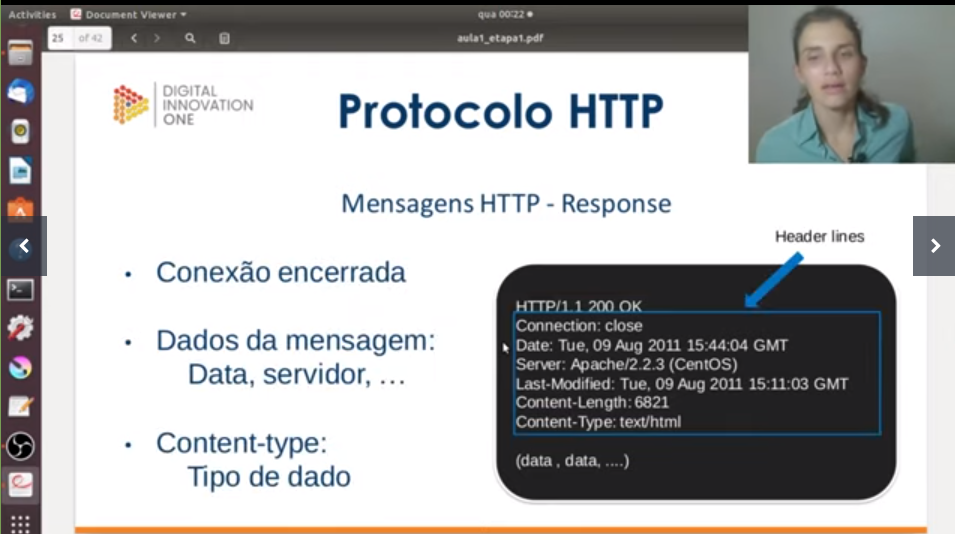 Activities Document Viewer qua 00:22
25 of 42 aula1_etapa1.pdf
DIGITAL
INNOVATION
ONE
Protocolo HTTP
Mensagens HTTP - Response
Header lines
• Conexão encerrada
• Dados da mensagem:
Data, servidor, ...
• Content-type:
Tipo de dado
HTTP/1.1 200 OK
Connection: close
Date: Tue, 09 Aug 2011 15:44:04 GMT
Server: Apache/2.2.3 (CentOS)
Last-Modified: Tue, 09 Aug 2011 15:11:03 GMT
Content-Length: 6821
Content-Type: text/html
(data , data, ....)